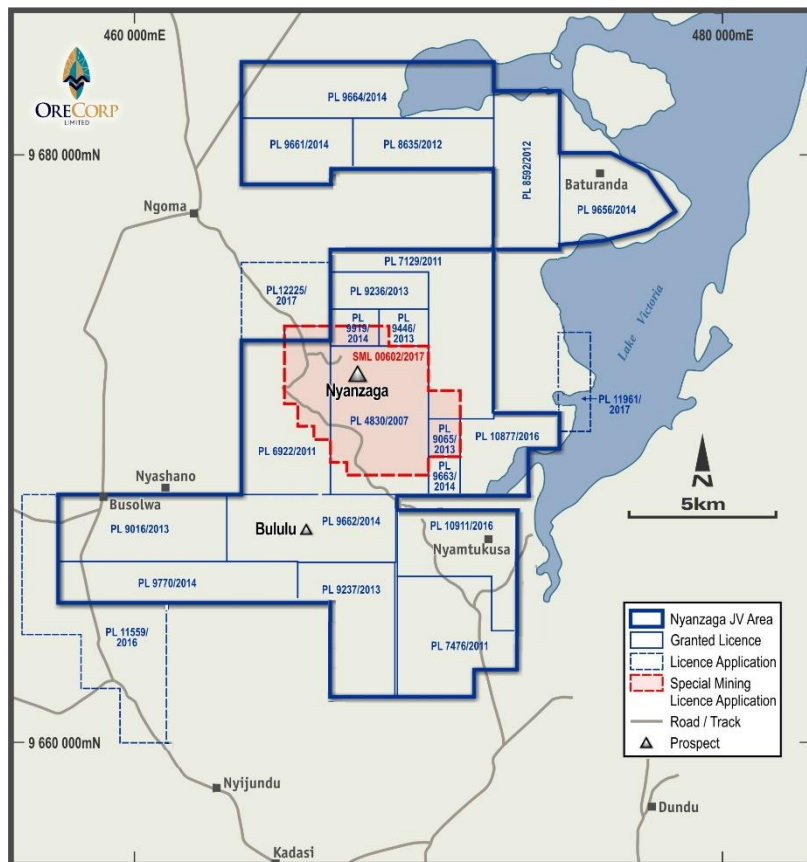 460 000mE
480 000mE
ORECORP
LIMITED
PL 9664/2014
PL 9661/2014
PL 8635/2012
PL 8592/2012
9 680 000mN
Baturanda
PL 9656/2014
Ngoma
PL 7129/2011
PL12225/
2017
PL 9236/2013
PL
9919/
2014
PL
9446/
2013
SML 00602/2017
Lake Victoria
Nyanzaga
PL 11961/
2017
PL 4830/2007
PL
9065/
2013
PL 10877/2016
PL 6922/2011
PL
9663/
2014
N
5km
Nyashano
Busolwa
PL 9016/2013
Bululu
PL 9662/2014
PL 10911/2016
Nyamtukusa
PL 9770/2014
PL 9237/2013
PL 11559/
2016
PL 7476/2011
Nyanzaga JV Area
Granted Licence
Licence Application
Special Mining
Licence Application
Road / Track
Prospect
9 660 000mN
Nyijundu
Dundu
Kadasi